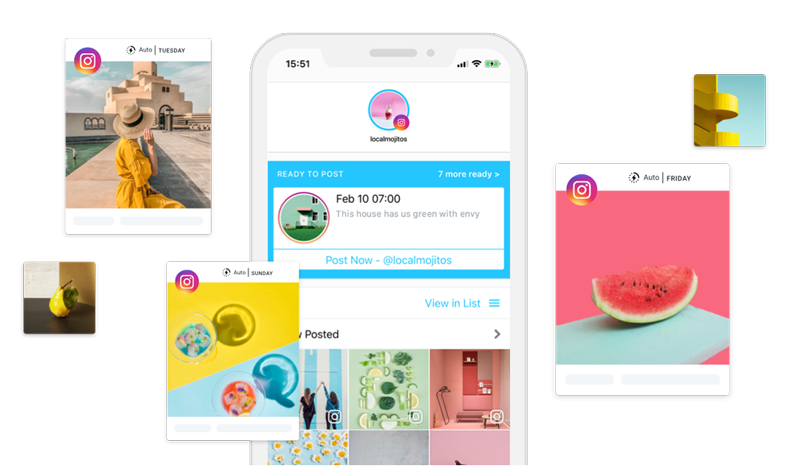 Auto | TUESDAY
15:51
localmojitos
READY TO POST
7 more ready >
Feb 10 07:00
This house has us green with envy
Post Now - @localmojitos
View in List
Posted
Auto | SUNDAY
Auto | FRIDAY